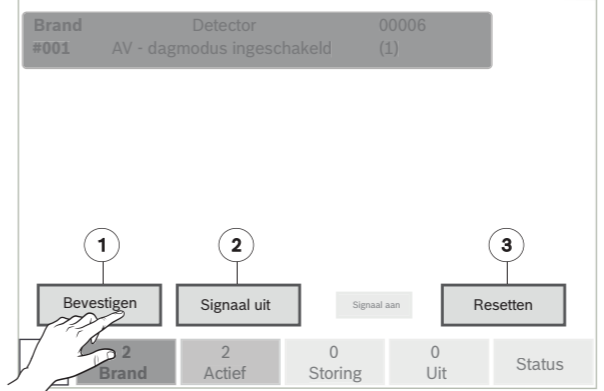 Brand Detector 00006
#001 AV - dagmodus ingeschakeld (1)
1 2 3
Bevestigen Signaal uit Signaal aan Resetten
2 2 0 0
Brand Actief Storing Uit Status